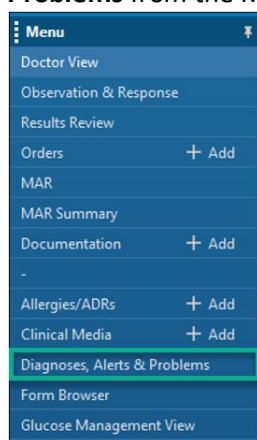 Problems from the M
Menu
Doctor View
Observation & Response
Results Review
Orders + Add
MAR
MAR Summary
Documentation + Add
-
Allergies/ADRs + Add
Clinical Media + Add
Diagnoses, Alerts & Problems
Form Browser
Glucose Management View